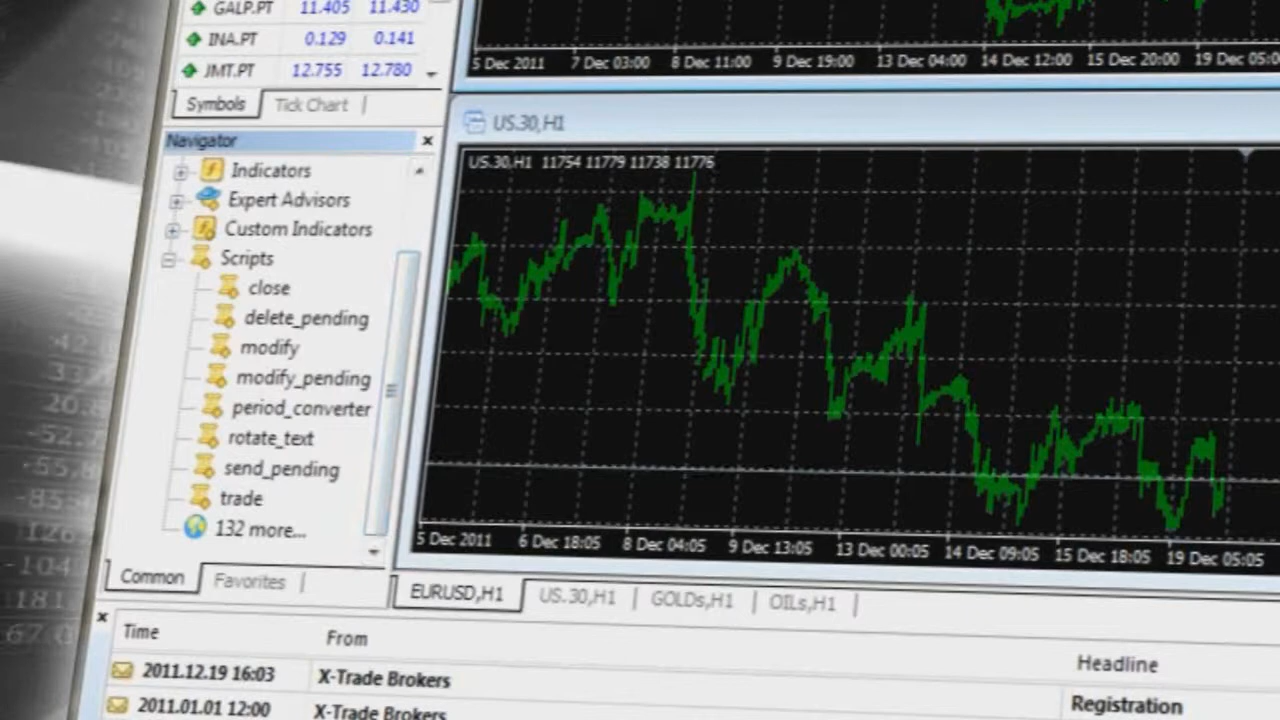 GALP.PT 11.405 11.430
INA.PT 0.129 0.141
JMT.PT 12.755 12.780
Symbols Tick Chart
5 Dec 2011 7 Dec 03:00 8 Dec 11:00 9 Dec 19:00 13 Dec 04:00 14 Dec 12:00 15 Dec 20:00 19 Dec 05:0
Navigator
US.30,H1
US.30,H1 11754 11779 11738 11776
Indicators
Expert Advisors
Custom Indicators
Scripts
close
delete_pending
modify
modify_pending
period_converter
rotate_text
send_pending
trade
132 more...
5 Dec 2011 6 Dec 18:05 8 Dec 04:05 9 Dec 13:05 13 Dec 00:05 14 Dec 09:05 15 Dec 18:05 19 Dec 05:05
Common Favorites
EURUSD,H1 US.30,H1 GOLDs,H1 OILs,H1
Time From Headline
2011.12.19 16:03 X-Trade Brokers Registration
2011.01.01 12:00 X-Trade Brokers